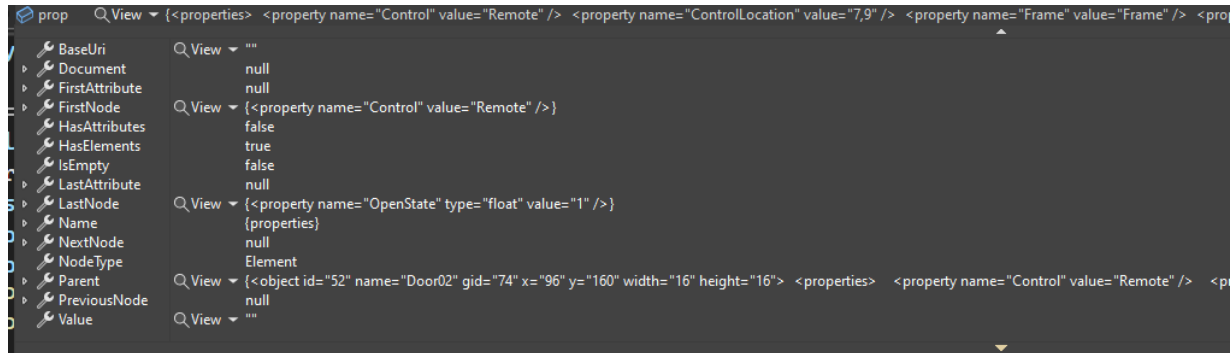 prop View {<properties> <property name="Control" value="Remote" /> <property name="ControlLocation" value="7,9" /> <property name="Frame" value="Frame" />
BaseUri View ""
Document null
FirstAttribute null
FirstNode View {<property name="Control" value="Remote" />}
HasAttributes false
HasElements true
IsEmpty false
LastAttribute null
LastNode View {<property name="OpenState" type="float" value="1" />}
Name {properties}
NextNode null
NodeType Element
Parent View {<object id="52" name="Door02" gid="74" x="96" y="160" width="16" height="16"> <properties> <property name="Control" value="Remote" />
PreviousNode null
Value View ""